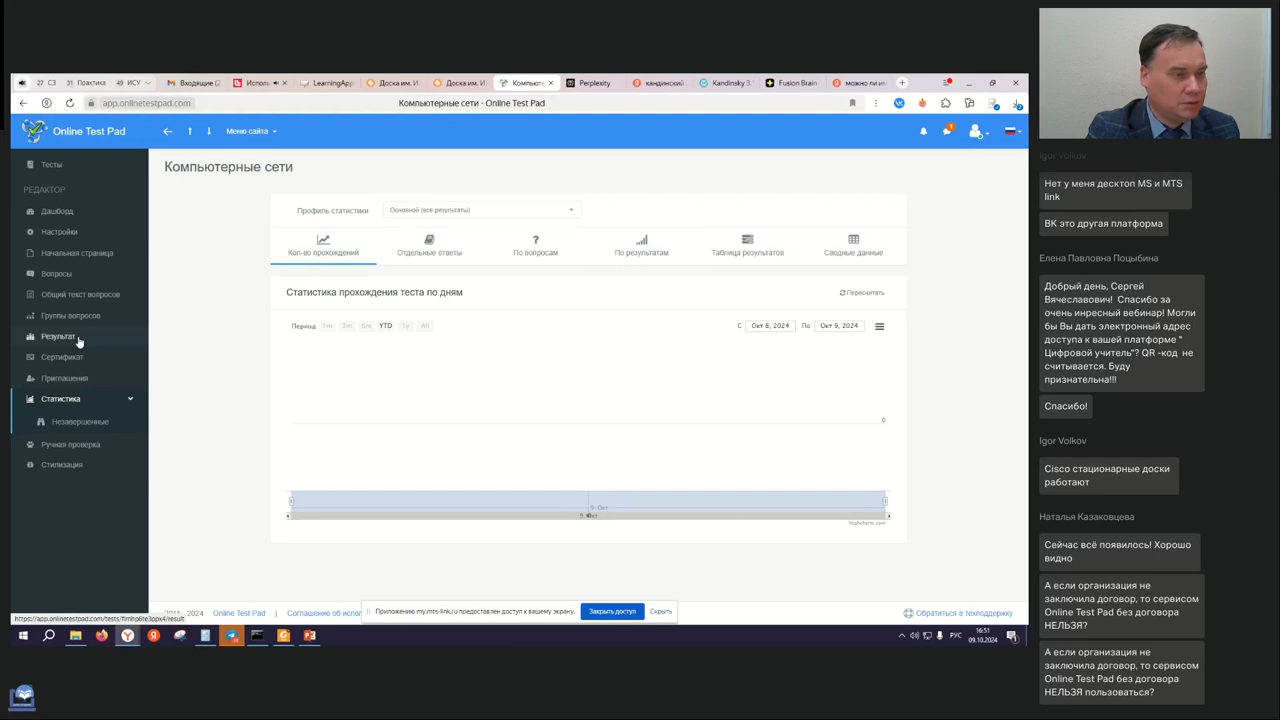 27 СЗ
31 Практика
49 ИСУ
Входящие (2
Исполь
LearningApp
Доска им. И
Доска им. И
Компьюте
Perplexity
кандинский
Kandinsky 3.
Fusion Brain
можно ли им
app.onlinetestpad.com
Компьютерные сети - Online Test Pad
Online Test Pad
Меню сайта
Тесты
РЕДАКТОР
Дашборд
Настройки
Начальная страница
Вопросы
Общий текст вопросов
Группы вопросов
Результат
Сертификат
Приглашения
Статистика
Незавершенные
Ручная проверка
Стилизация
Компьютерные сети
Профиль статистики
Основной (все результаты)
Кол-во прохождений
Отдельные ответы
По вопросам
По результатам
Таблица результатов
Сводные данные
Статистика прохождения теста по дням
Пересчитать
Период
1m 3m 6m YTD 1y All
С Окт 8, 2024 По Окт 9, 2024
0
9. Окт
highcharts.com
2011 - 2024 Online Test Pad
Соглашение об испол
Обратиться в техподдержку
Приложению my.mts-link.ru предоставлен доступ к вашему экрану.
Закрыть доступ
Скрыть
https://app.onlinetestpad.com/tests/fimhp6te3ppx4/result
РУС
16:51
09.10.2024
Igor Volkov
Нет у меня десктоп MS и MTS
link
ВК это другая платформа
Елена Павловна Поцыбина
Добрый день, Сергей
Вячеславович! Спасибо за
очень инресный вебинар! Могли
бы Вы дать электронный адрес
доступа к вашей платформе "
Цифровой учитель"? QR -код не
считывается. Буду
признательна!!!
Спасибо!
Igor Volkov
Cisco стационарные доски
работают
Наталья Казаковцева
Сейчас всё появилось! Хорошо
видно
А если организация не
заключила договор, то сервисом
Online Test Pad без договора
НЕЛЬЗЯ?
А если организация не
заключила договор, то сервисом
Online Test Pad без договора
НЕЛЬЗЯ пользоваться?